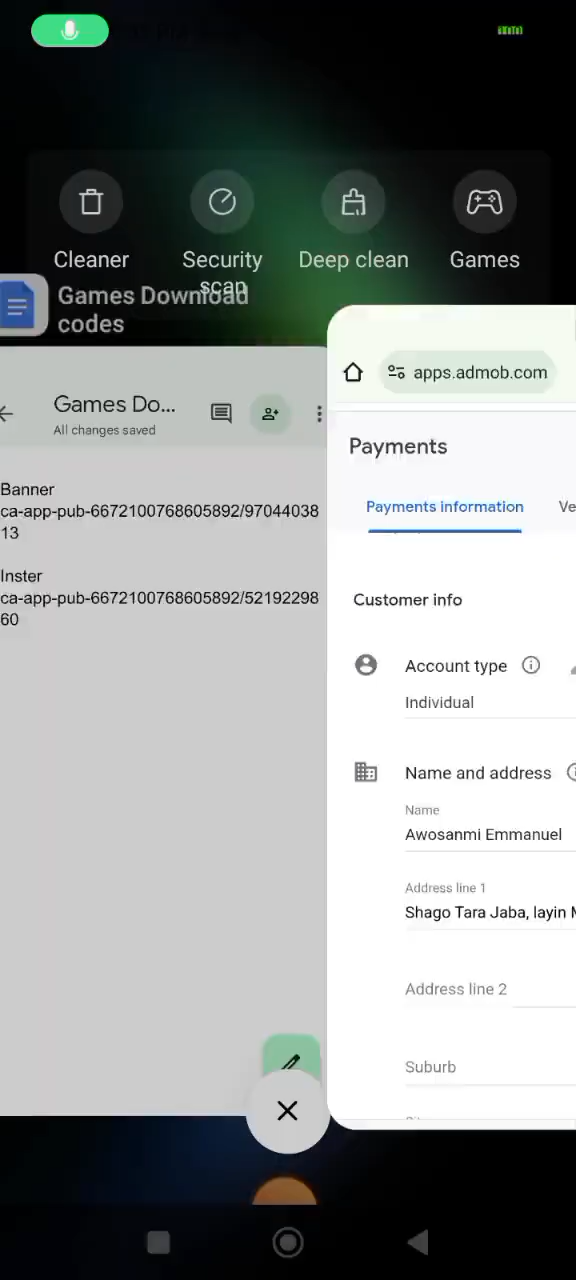 Cleaner
Security
scan
Deep clean
Games
Games Download
codes
Games Do...
All changes saved
Banner
ca-app-pub-6672100768605892/97044038
13
Inster
ca-app-pub-6672100768605892/52192298
60
apps.admob.com
Payments
Payments information
Ve
Customer info
Account type
Individual
Name and address
Name
Awosanmi Emmanuel
Address line 1
Shago Tara Jaba, layin M
Address line 2
Suburb